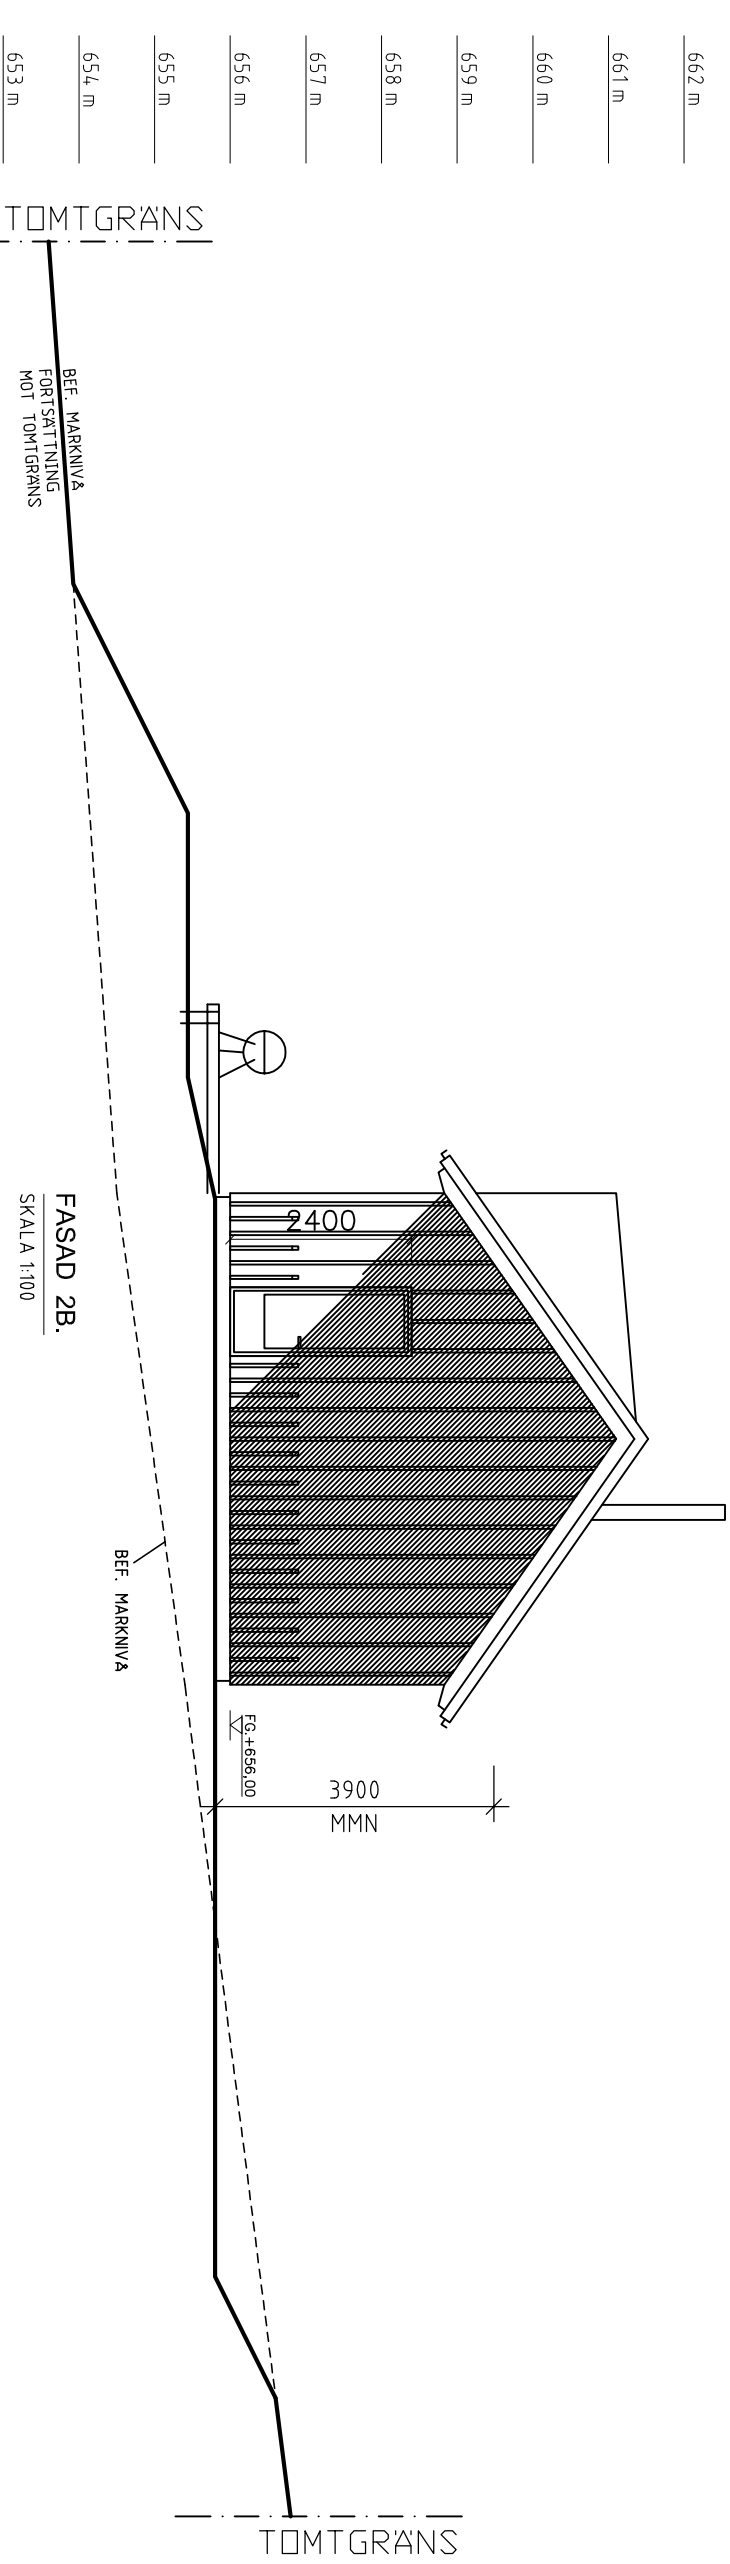 662 m
661 m
660 m
659 m
658 m
657 m
656 m
655 m
654 m
653 m
TOMTGRÄNS
BEF. MARKNIVÅ
FORTSÄTTNING
MOT TOMTGRÄNS
2400
FASAD 2B.
SKALA 1:100
BEF. MARKNIVÅ
FG.+656,00
3900
MMN
TOMTGRÄNS